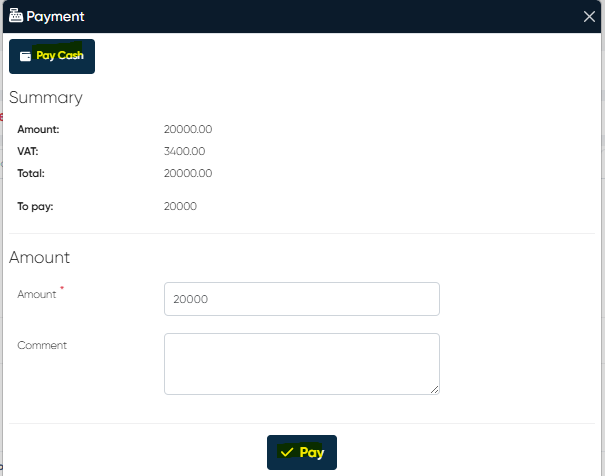 Payment
Pay Cash
Summary
Amount: 20000.00
VAT: 3400.00
Total: 20000.00
To pay: 20000
Amount
Amount * 20000
Comment
Pay